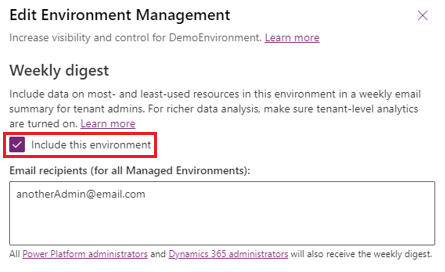 Edit Environment Management
Increase visibility and control for DemoEnvironment. Learn more
Weekly digest
Include data on most- and least-used resources in this environment in a weekly email
summary for tenant admins. For richer data analysis, make sure tenant-level analytics
are turned on. Learn more
Include this environment
Email recipients (for all Managed Environments):
anotherAdmin@email.com
All Power Platform administrators and Dynamics 365 administrators will also receive the weekly digest.